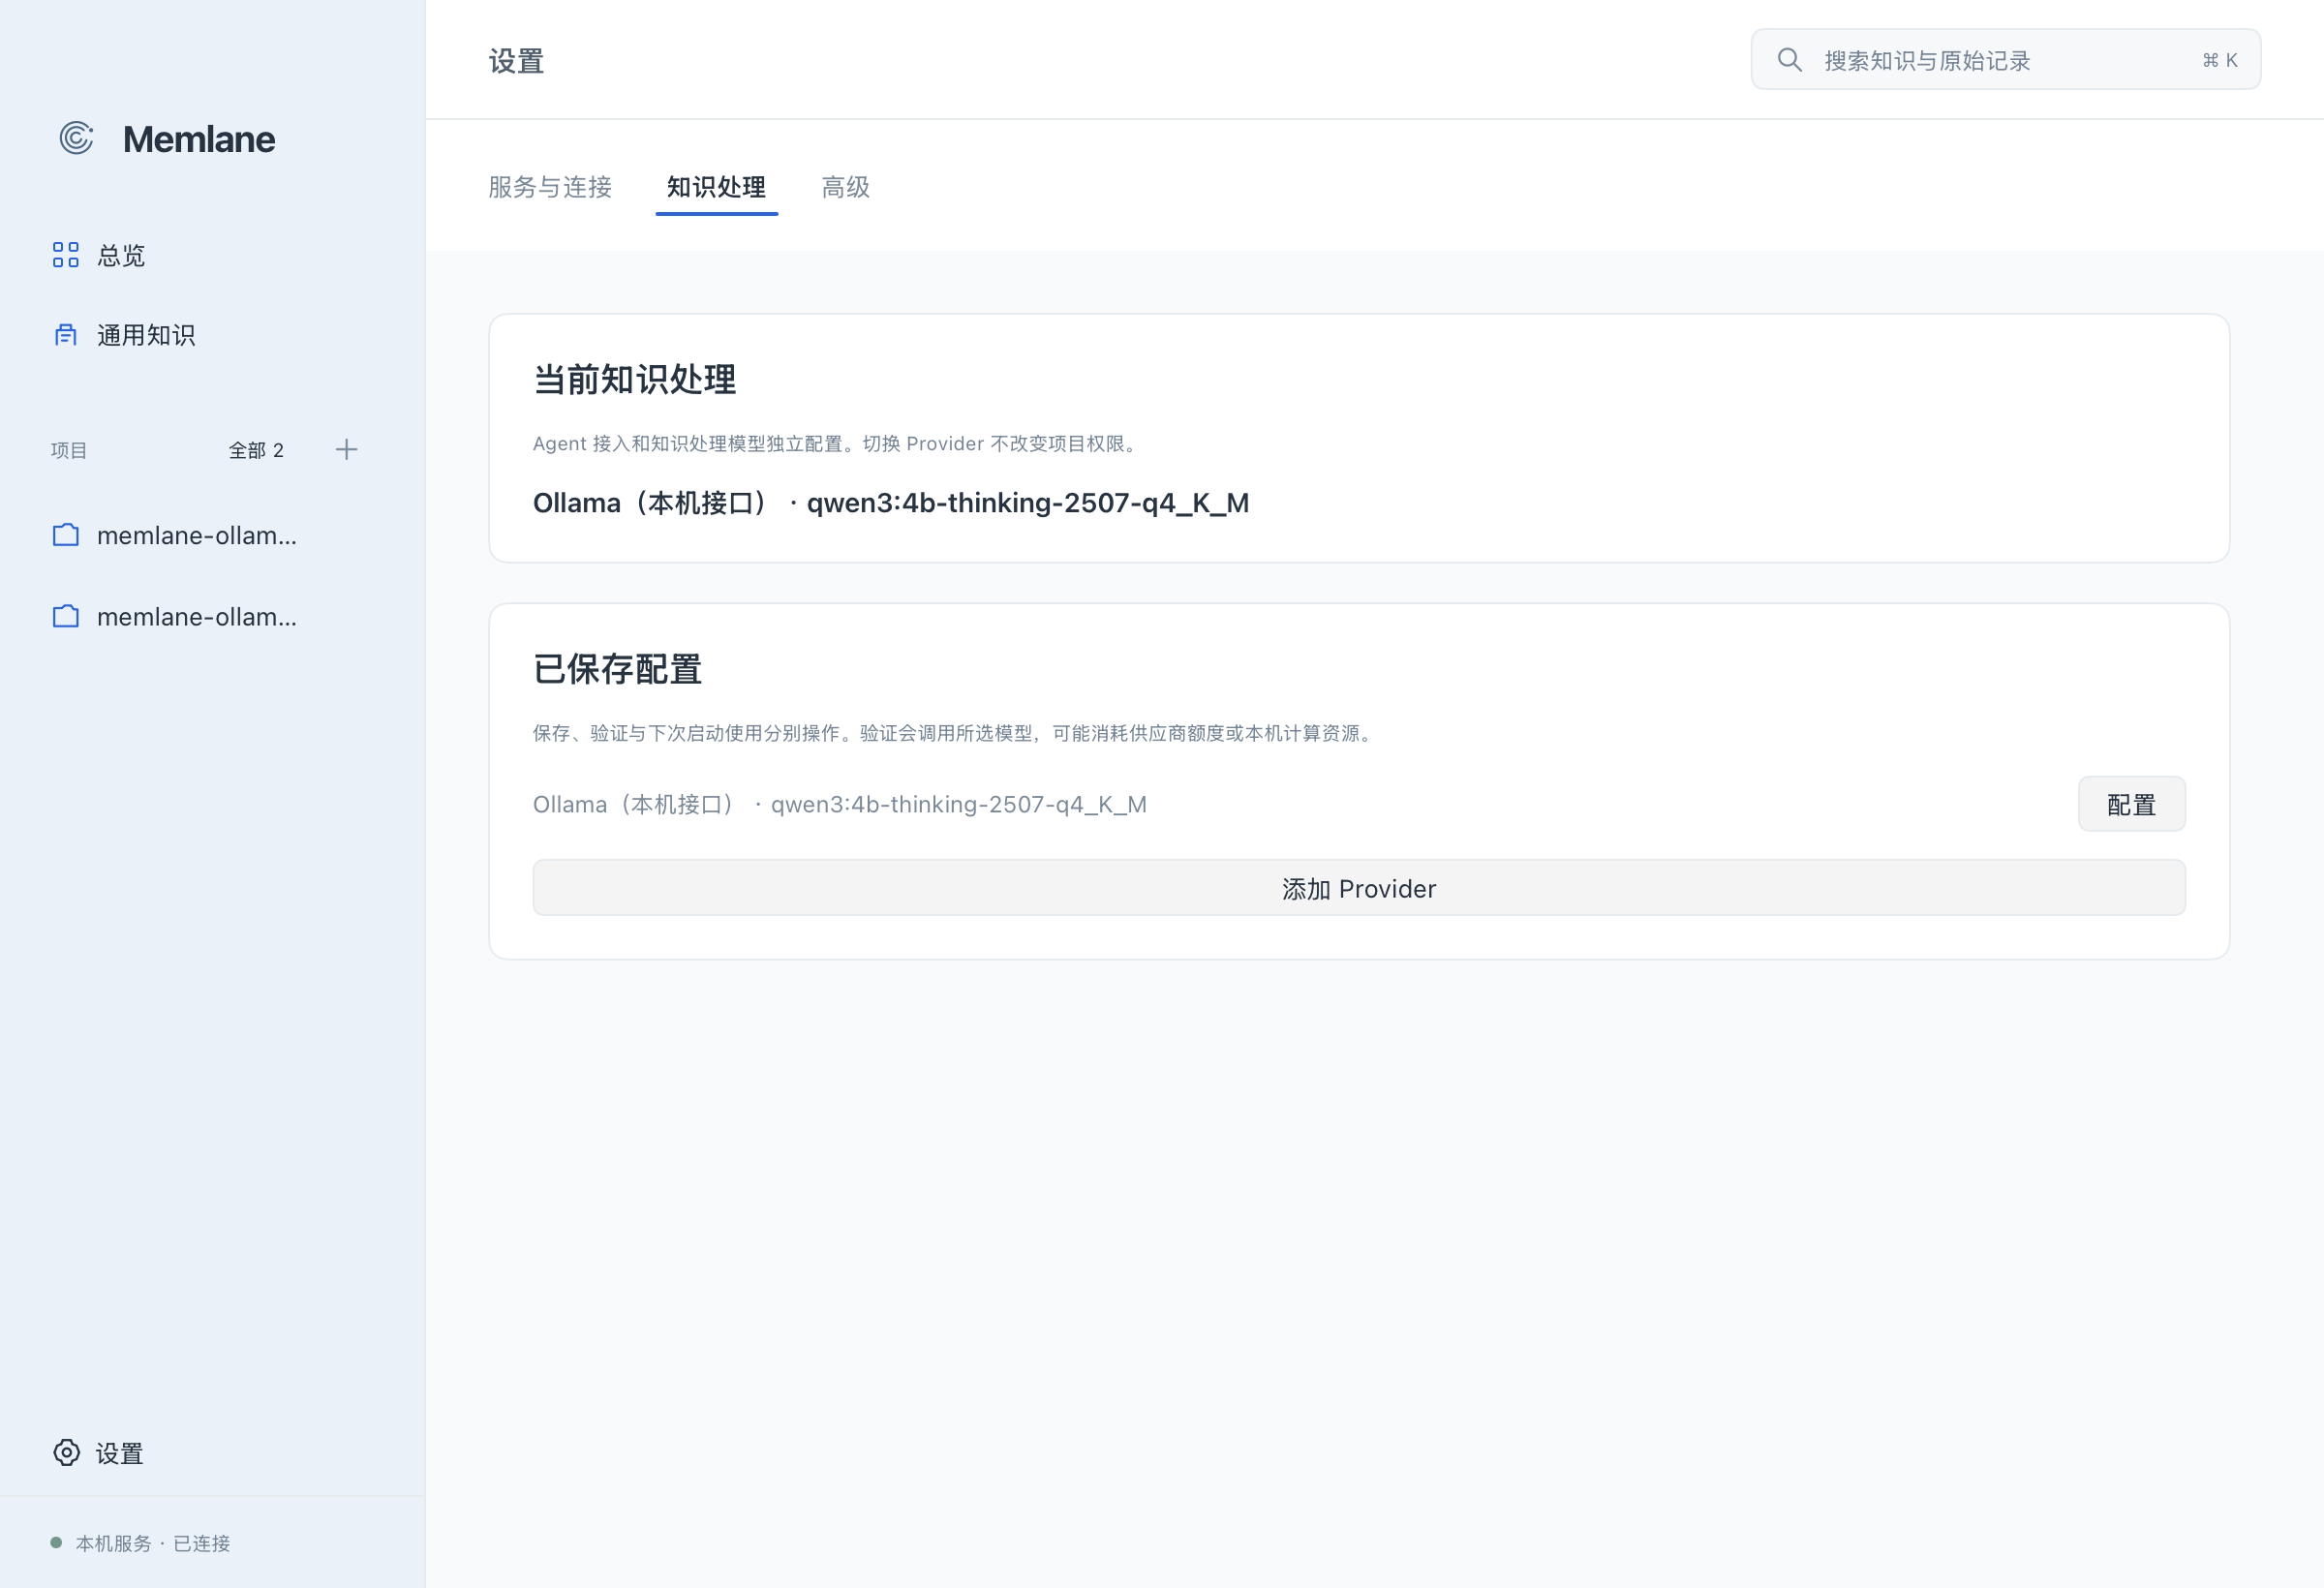 Memlane
总览
通用知识
项目 全部 2
memlane-ollam...
memlane-ollam...
设置
本机服务 · 已连接
设置
搜索知识与原始记录 ⌘ K
服务与连接 知识处理 高级
当前知识处理
Agent 接入和知识处理模型独立配置。切换 Provider 不改变项目权限。
Ollama（本机接口） · qwen3:4b-thinking-2507-q4_K_M
已保存配置
保存、验证与下次启动使用分别操作。验证会调用所选模型，可能消耗供应商额度或本机计算资源。
Ollama（本机接口） · qwen3:4b-thinking-2507-q4_K_M 配置
添加 Provider